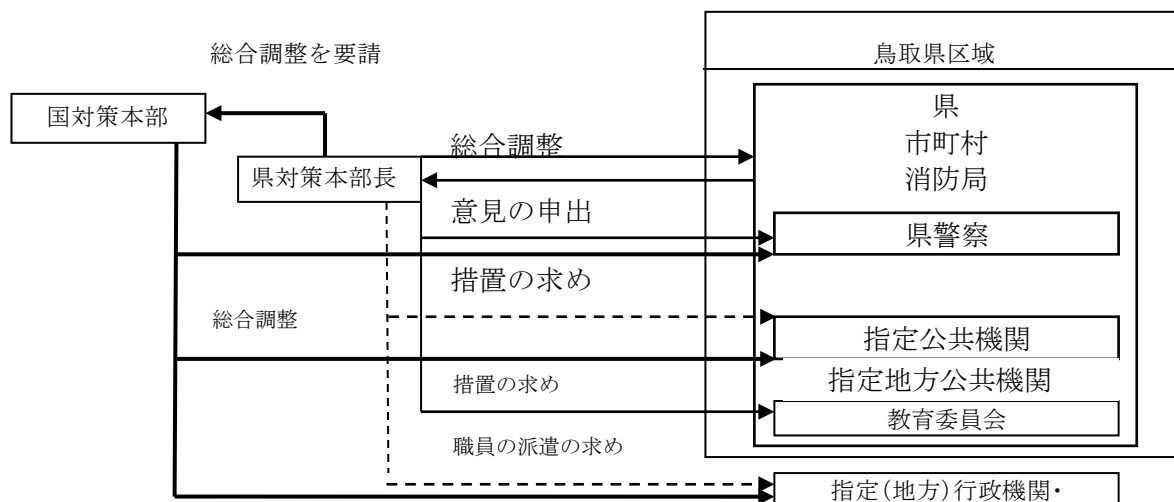 総合調整を要請
鳥取県区域
国対策本部
県
市町村
消防局
総合調整
県対策本部長
意見の申出
県警察
措置の求め
総合調整
指定公共機関
指定地方公共機関
措置の求め
教育委員会
職員の派遣の求め
指定(地方)行政機関・